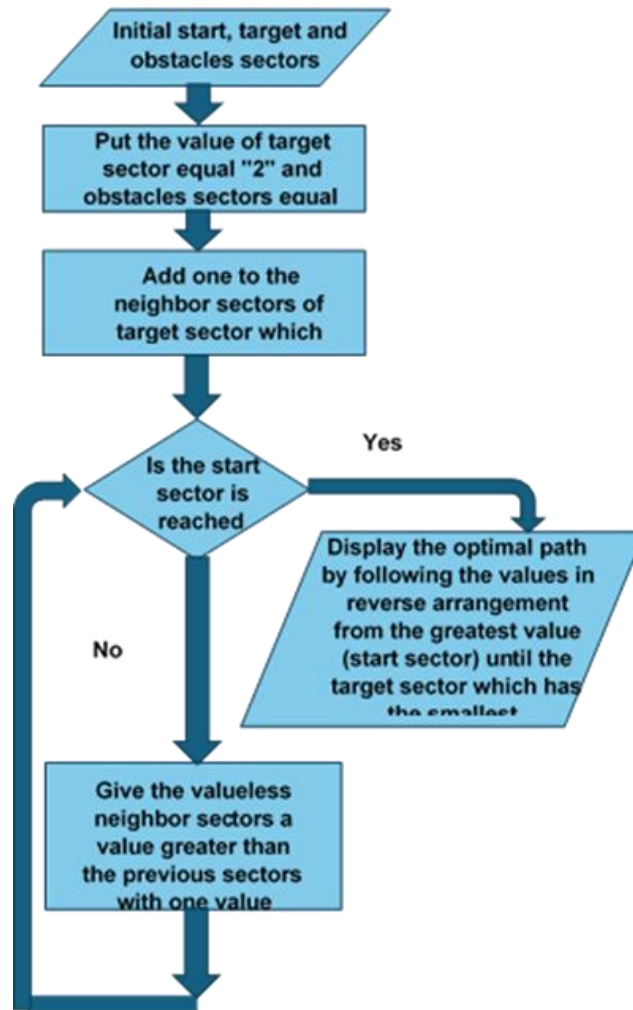 Initial start, target and
obstacles sectors
Put the value of target
sector equal "2" and
obstacles sectors equal
Add one to the
neighbor sectors of
target sector which
Is the start
sector is
reached
Yes
Display the optimal path
by following the values in
reverse arrangement
from the greatest value
(start sector) until the
target sector which has
the smallest
No
Give the valueless
neighbor sectors a
value greater than
the previous sectors
with one value